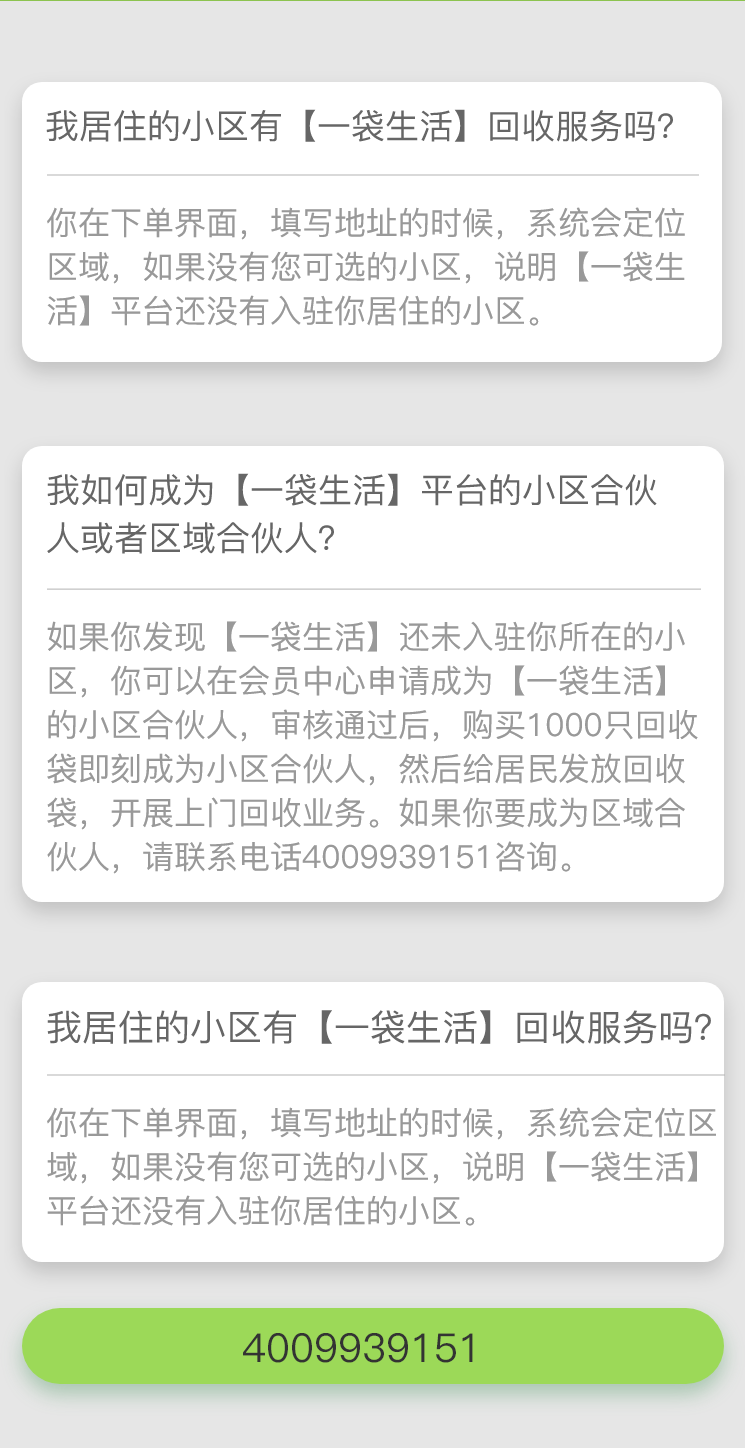 我居住的小区有【一袋生活】回收服务吗?
你在下单界面，填写地址的时候，系统会定位
区域，如果没有您可选的小区，说明【一袋生
活】平台还没有入驻你居住的小区。
我如何成为【一袋生活】平台的小区合伙
人或者区域合伙人?
如果你发现【一袋生活】还未入驻你所在的小
区，你可以在会员中心申请成为【一袋生活】
的小区合伙人，审核通过后，购买1000只回收
袋即刻成为小区合伙人，然后给居民发放回收
袋，开展上门回收业务。如果你要成为区域合
伙人，请联系电话4009939151咨询。
我居住的小区有【一袋生活】回收服务吗?
你在下单界面，填写地址的时候，系统会定位区
域，如果没有您可选的小区，说明【一袋生活】
平台还没有入驻你居住的小区。
4009939151